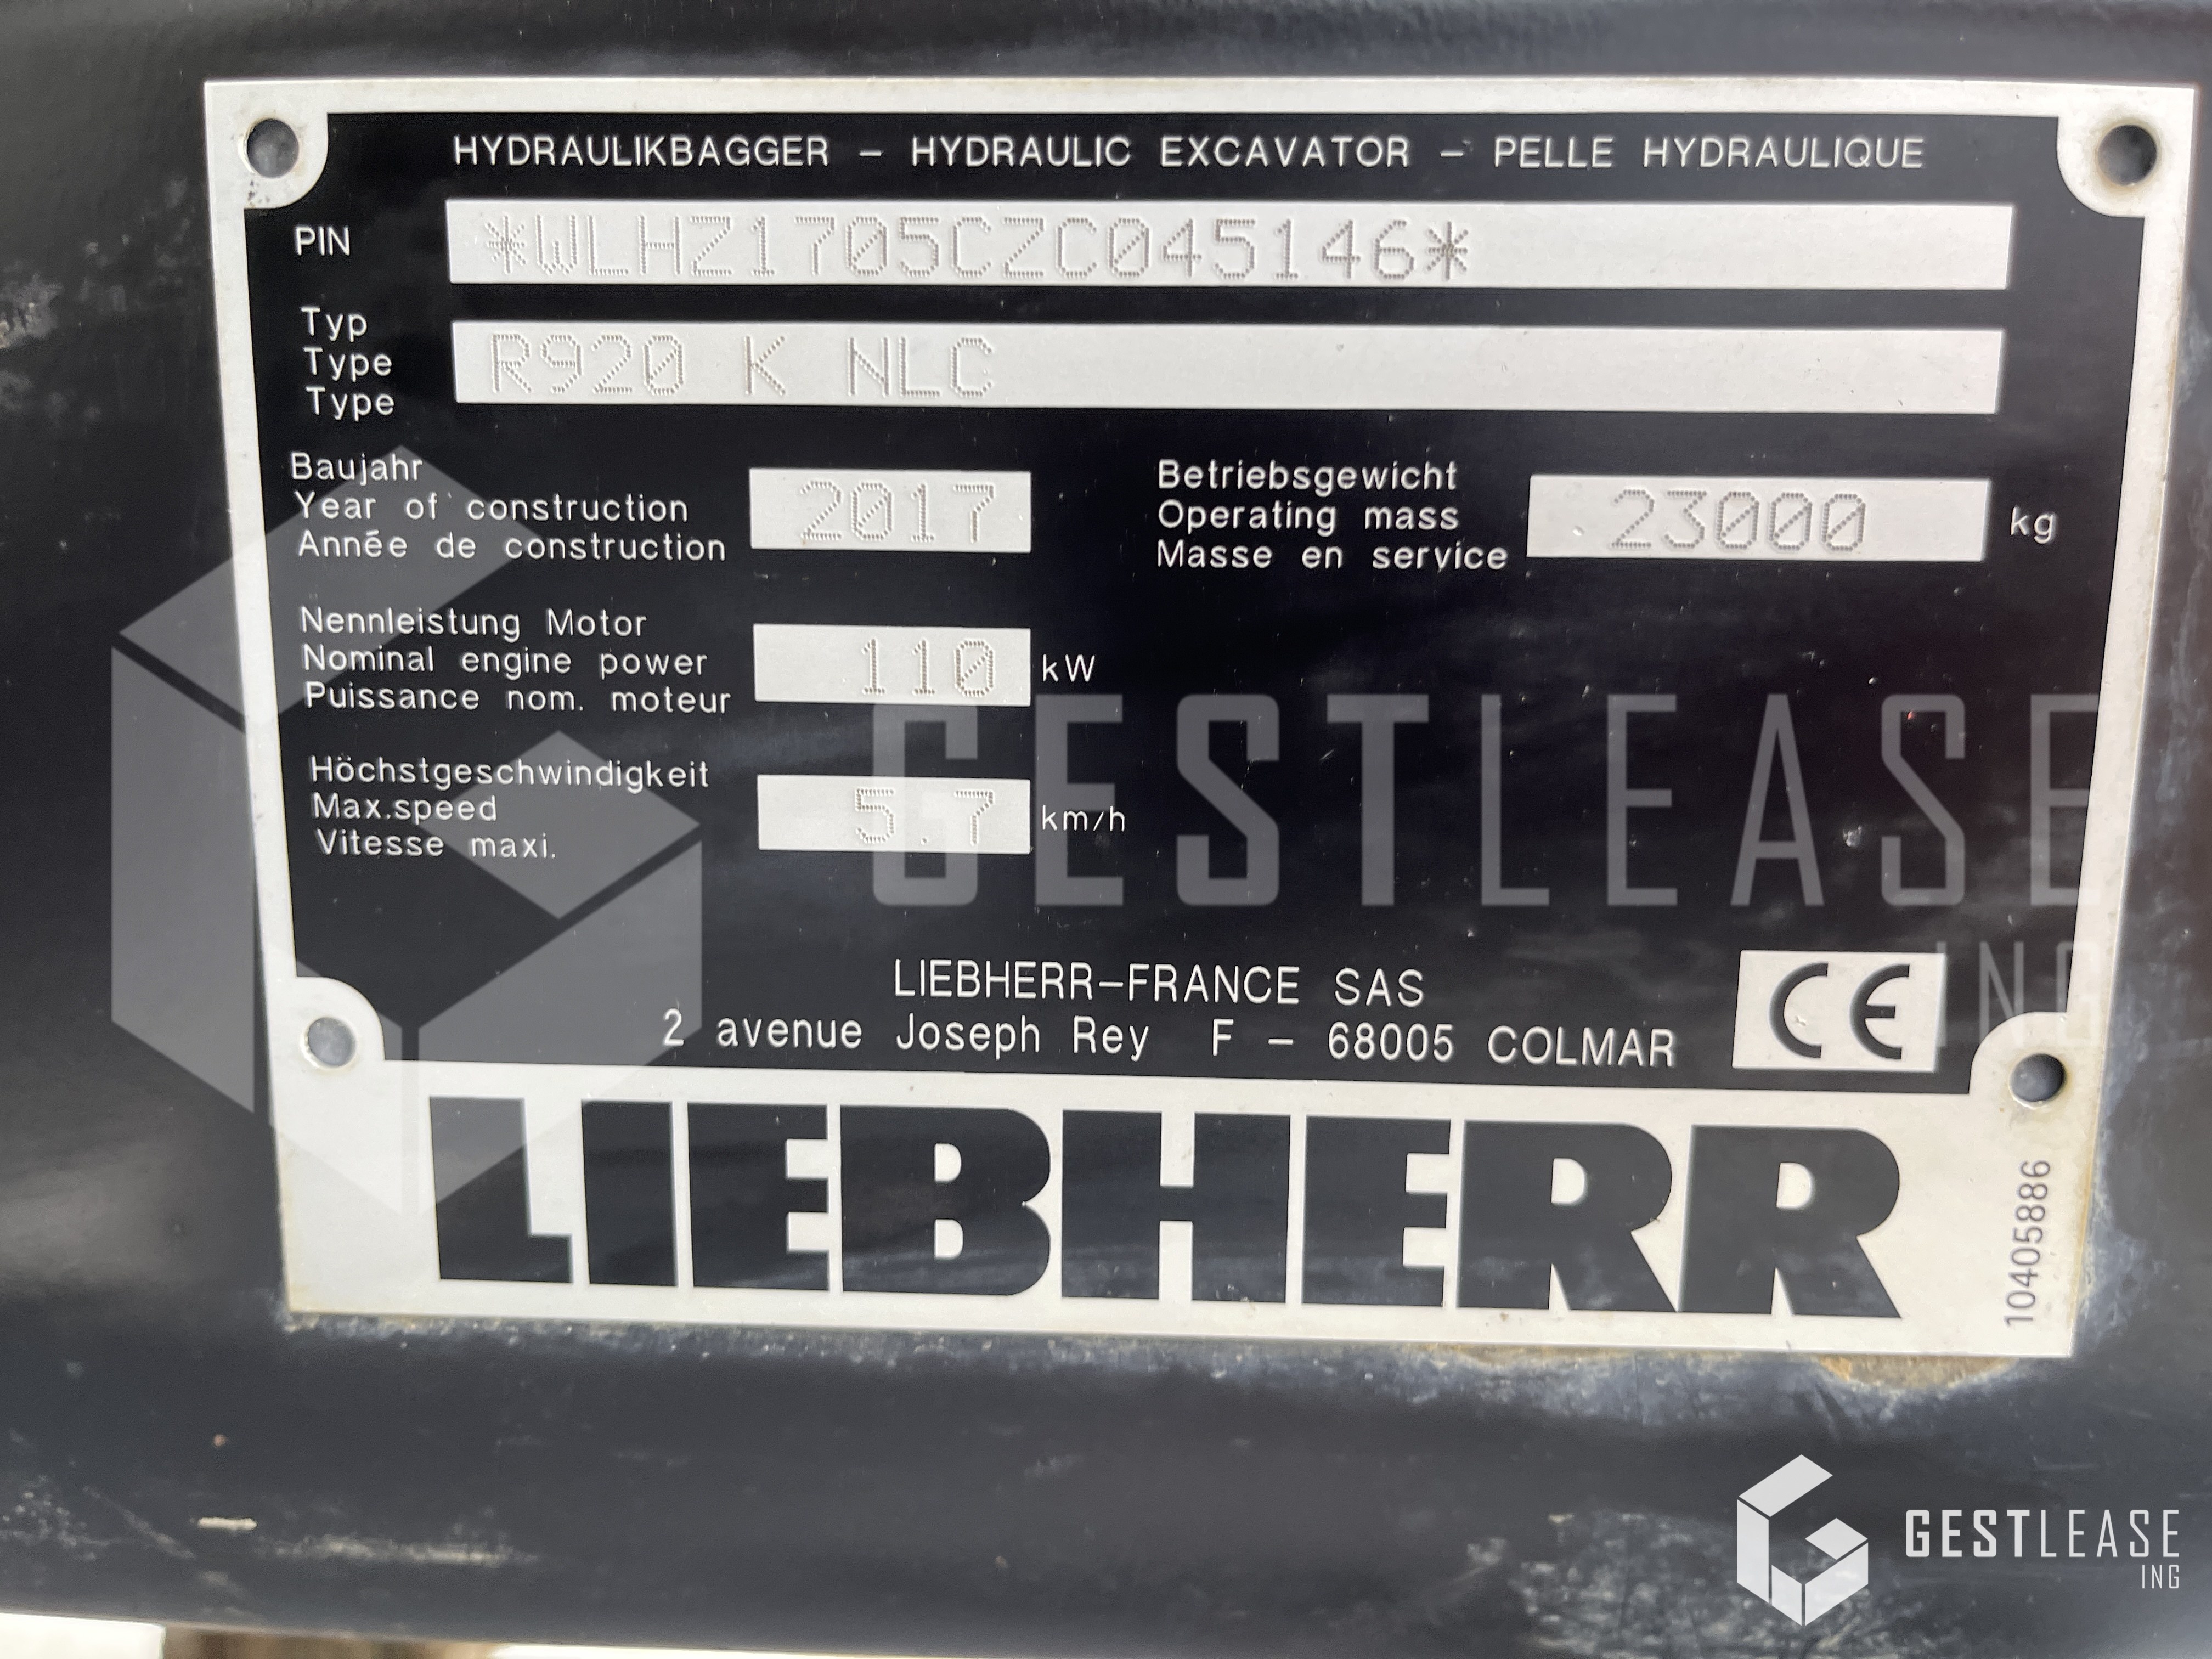 HYDRAULIKBAGGER – HYDRAULIC EXCAVATOR – PELLE HYDRAULIQUE
PIN *WLHZ1705CZC045146*
Typ
Type R920 K NLC
Type
Baujahr
Year of construction 2017
Année de construction
Betriebsgewicht
Operating mass 23000 kg
Masse en service
Nennleistung Motor
Nominal engine power 110 kW
Puissance nom. moteur
Höchstgeschwindigkeit
Max.speed 5.7 km/h
Vitesse maxi.
GESTLEASE
ING
LIEBHERR–FRANCE SAS
2 avenue Joseph Rey F – 68005 COLMAR
CE
LIEBHERR
10405886
GESTLEASE
ING